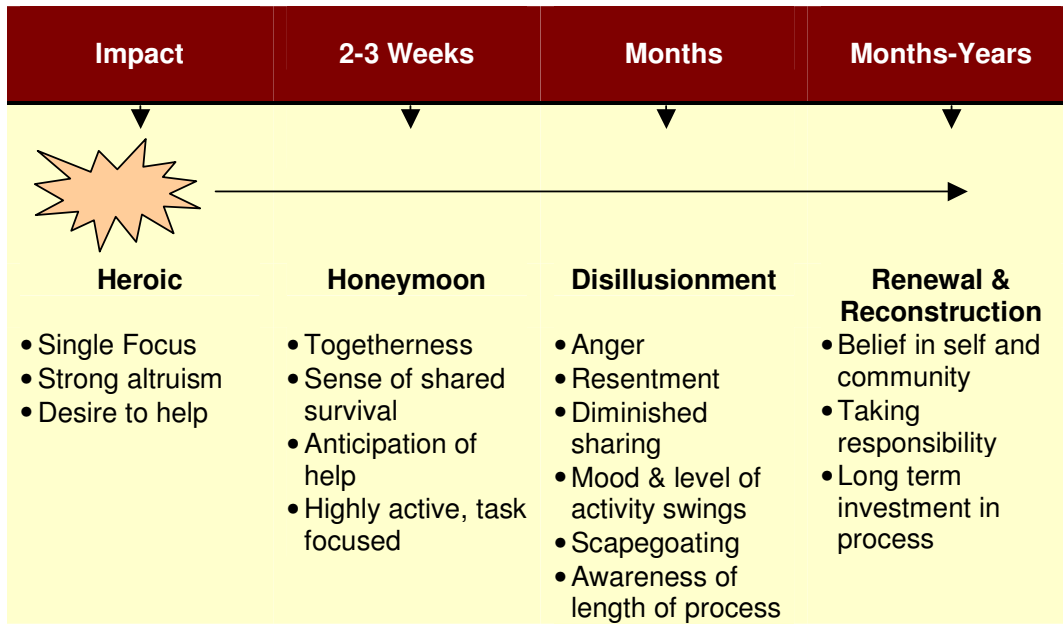 Impact
2-3 Weeks
Months
Months-Years
Heroic
• Single Focus
• Strong altruism
• Desire to help
Honeymoon
• Togetherness
• Sense of shared
survival
• Anticipation of
help
• Highly active, task
focused
Disillusionment
• Anger
• Resentment
• Diminished
sharing
• Mood & level of
activity swings
• Scapegoating
• Awareness of
length of process
Renewal &
Reconstruction
• Belief in self and
community
• Taking
responsibility
• Long term
investment in
process